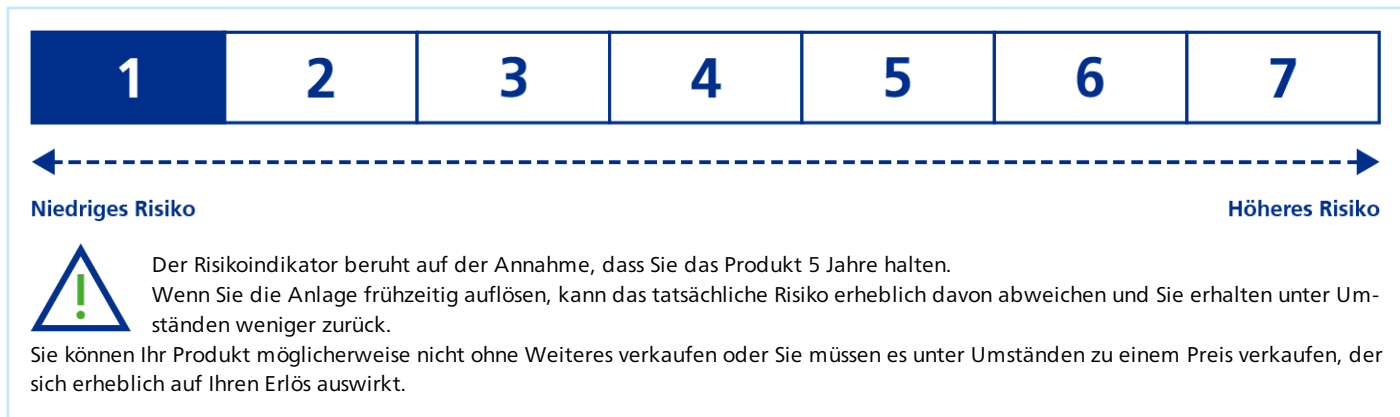 1 2 3 4 5 6 7
Niedriges Risiko Höheres Risiko
Der Risikoindikator beruht auf der Annahme, dass Sie das Produkt 5 Jahre halten.
Wenn Sie die Anlage frühzeitig auflösen, kann das tatsächliche Risiko erheblich davon abweichen und Sie erhalten unter Um-
ständen weniger zurück.
Sie können Ihr Produkt möglicherweise nicht ohne Weiteres verkaufen oder Sie müssen es unter Umständen zu einem Preis verkaufen, der
sich erheblich auf Ihren Erlös auswirkt.